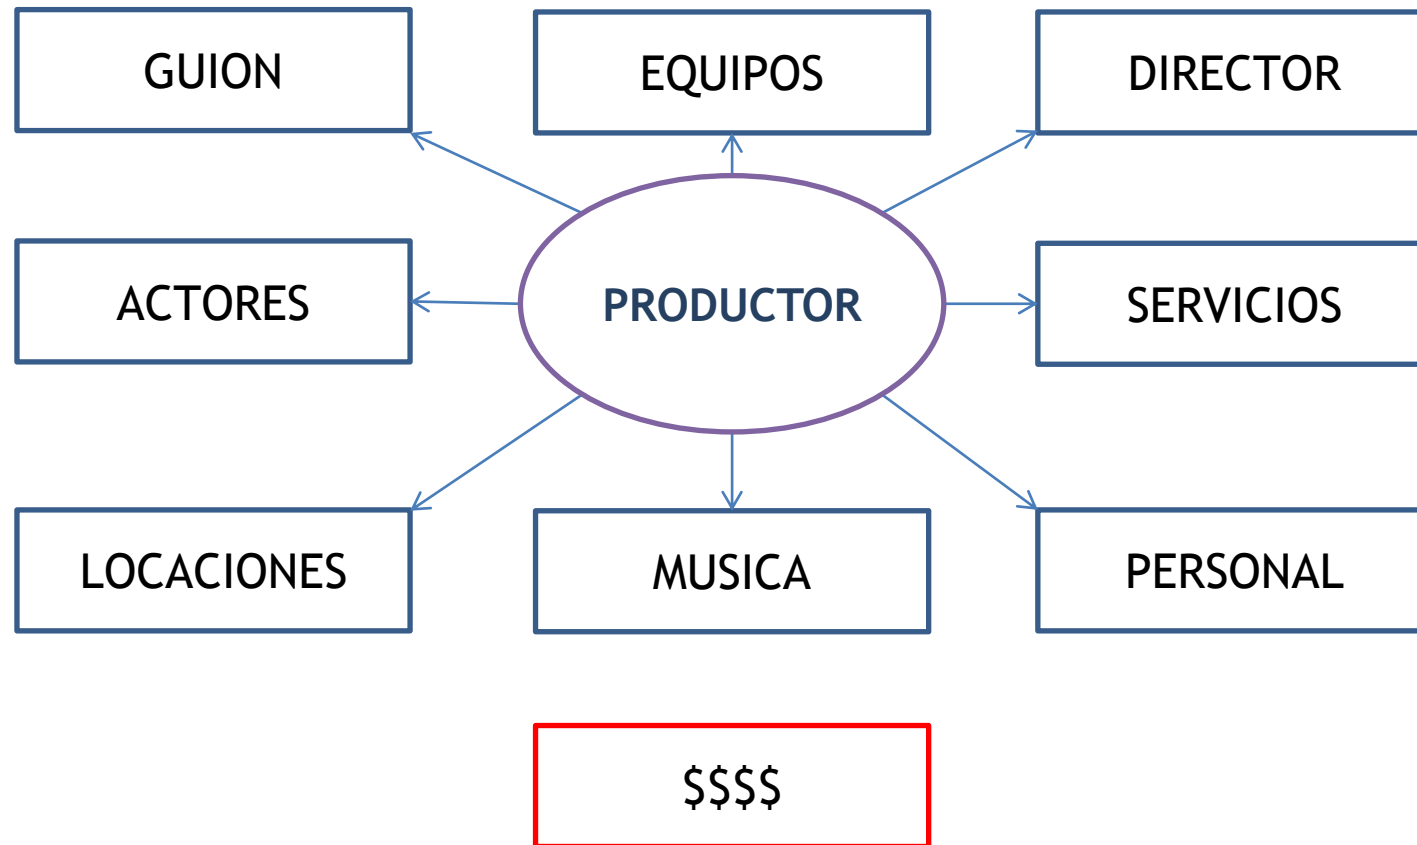 GUION
EQUIPOS
DIRECTOR
ACTORES
PRODUCTOR
SERVICIOS
LOCACIONES
MUSICA
PERSONAL
$$$$